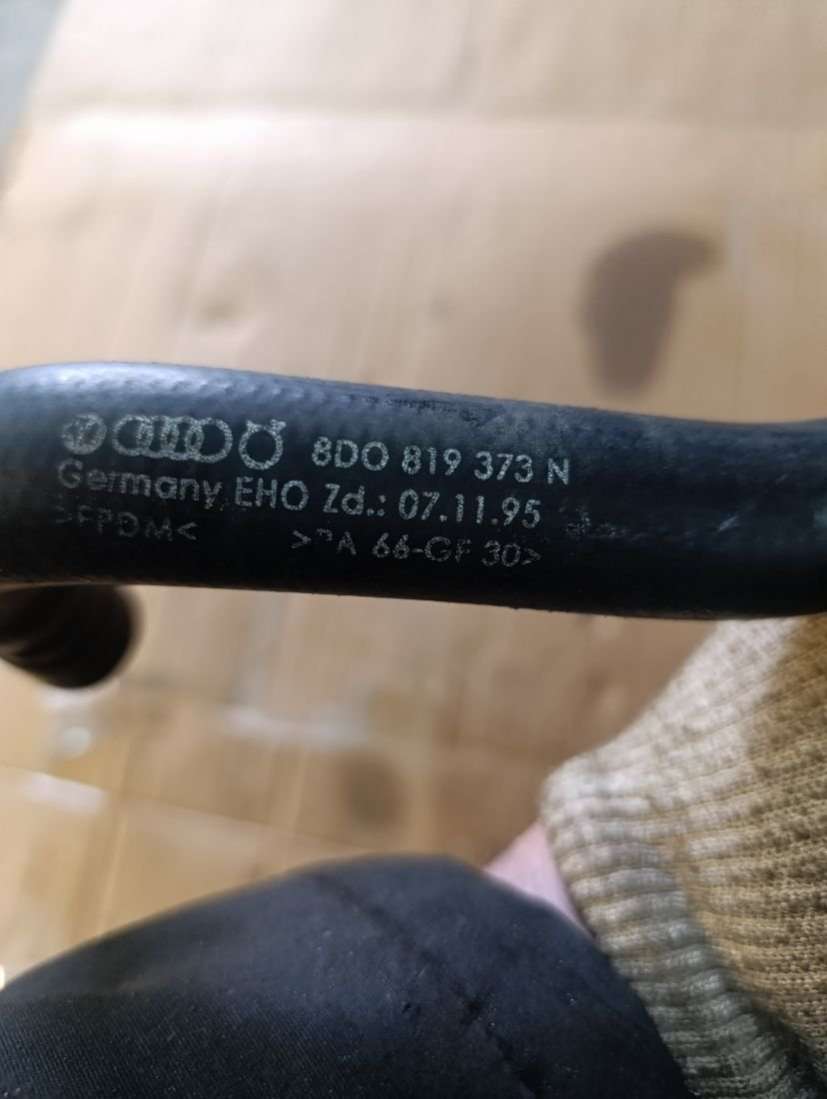 8D0 819 373 N
Germany EHO Zd.: 07.11.95
>EPDM< >PA 66-GF 30>